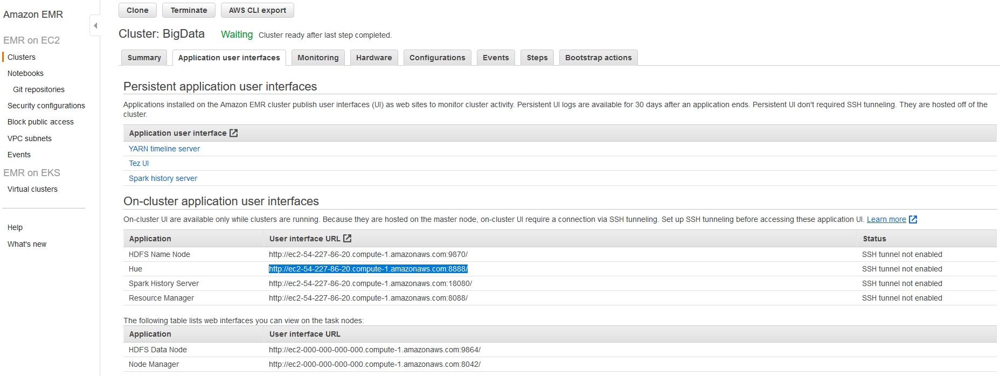 Amazon EMR
EMR on EC2
Clusters
Notebooks
Git repositories
Security configurations
Block public access
VPC subnets
Events
EMR on EKS
Virtual clusters
Help
What's new
Clone Terminate AWS CLI export
Cluster: BigData Waiting Cluster ready after last step completed.
Summary Application user interfaces Monitoring Hardware Configurations Events Steps Bootstrap actions
Persistent application user interfaces
Applications installed on the Amazon EMR cluster publish user interfaces (UI) as web sites to monitor cluster activity. Persistent UI logs are available for 30 days after an application ends. Persistent UI don't required SSH tunneling. They are hosted off of the
cluster.
Application user interface
YARN timeline server
Tez UI
Spark history server
On-cluster application user interfaces
On-cluster UI are available only while clusters are running. Because they are hosted on the master node, on-cluster UI require a connection via SSH tunneling. Set up SSH tunneling before accessing these application UI. Learn more
Application User interface URL Status
HDFS Name Node http://ec2-54-227-86-20.compute-1.amazonaws.com:9870/ SSH tunnel not enabled
Hue http://ec2-54-227-86-20.compute-1.amazonaws.com:8888/ SSH tunnel not enabled
Spark History Server http://ec2-54-227-86-20.compute-1.amazonaws.com:18080/ SSH tunnel not enabled
Resource Manager http://ec2-54-227-86-20.compute-1.amazonaws.com:8088/ SSH tunnel not enabled
The following table lists web interfaces you can view on the task nodes:
Application User interface URL
HDFS Data Node http://ec2-000-000-000-000.compute-1.amazonaws.com:9864/
Node Manager http://ec2-000-000-000-000.compute-1.amazonaws.com:8042/